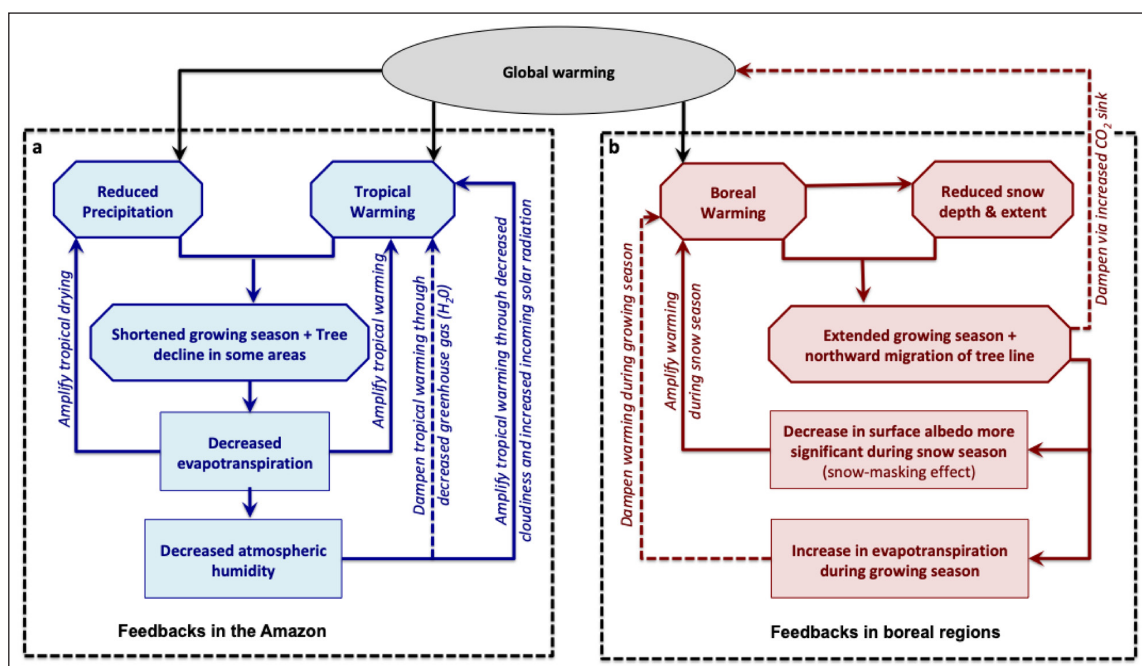 Global warming
Dampen via increased CO₂ sink
a
Reduced
Precipitation
Tropical
Warming
Amplify tropical drying
Amplify tropical warming
Dampen tropical warming through
decreased greenhouse gas (H₂0)
Amplify tropical warming through decreased
cloudiness and increased incoming solar radiation
Shortened growing season + Tree
decline in some areas
Decreased
evapotranspiration
Decreased atmospheric
humidity
Feedbacks in the Amazon
b
Boreal
Warming
Reduced snow
depth & extent
Dampen warming during growing season
Amplify warming
during snow season
Extended growing season +
northward migration of tree line
Decrease in surface albedo more
significant during snow season
(snow-masking effect)
Increase in evapotranspiration
during growing season
Feedbacks in boreal regions